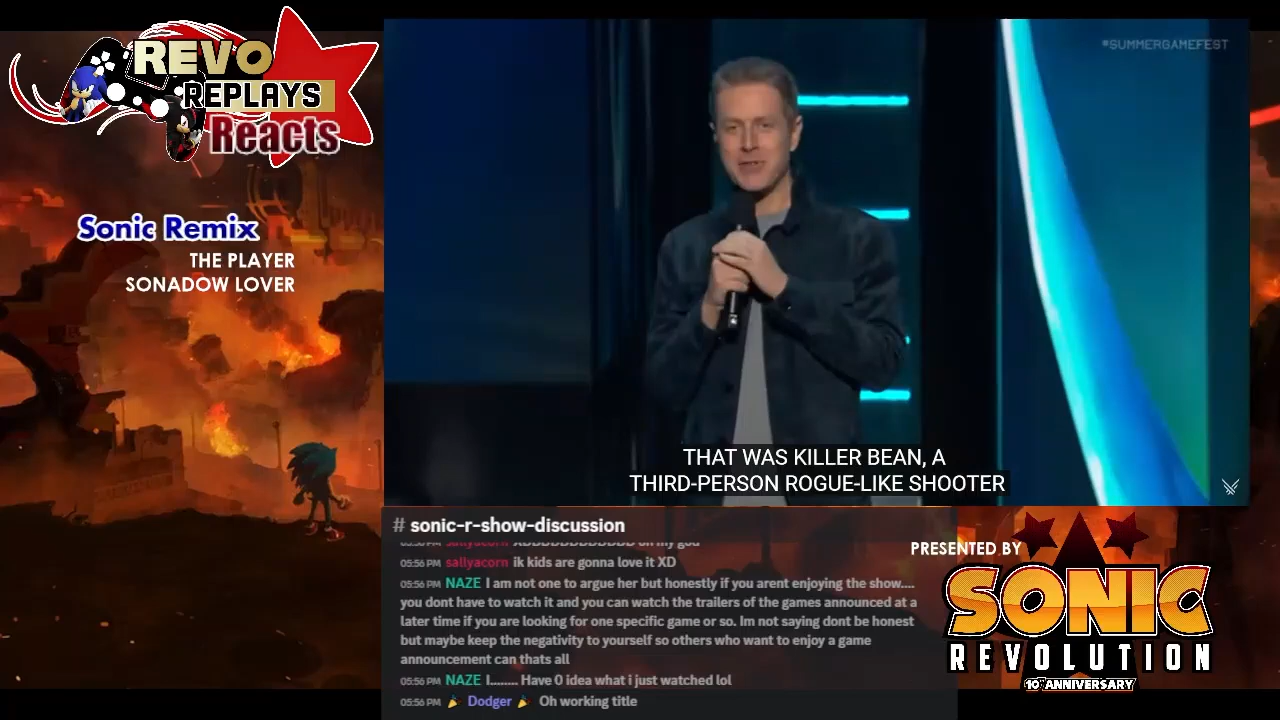 REVO
REPLAYS
Reacts
Sonic Remix
THE PLAYER
SONADOW LOVER
#SUMMERGAMEFEST
THAT WAS KILLER BEAN, A
THIRD-PERSON ROGUE-LIKE SHOOTER
# sonic-r-show-discussion
05:56 PM sallyacorn ik kids are gonna love it XD
05:56 PM NAZE I am not one to argue her but honestly if you arent enjoying the show....
you dont have to watch it and you can watch the trailers of the games announced at a
later time if you are looking for one specific game or so. Im not saying dont be honest
but maybe keep the negativity to yourself so others who want to enjoy a game
announcement can thats all
05:56 PM NAZE I........ Have 0 idea what i just watched lol
05:56 PM 🎉 Dodger 🎉 Oh working title
PRESENTED BY
SONIC
REVOLUTION
10TH ANNIVERSARY